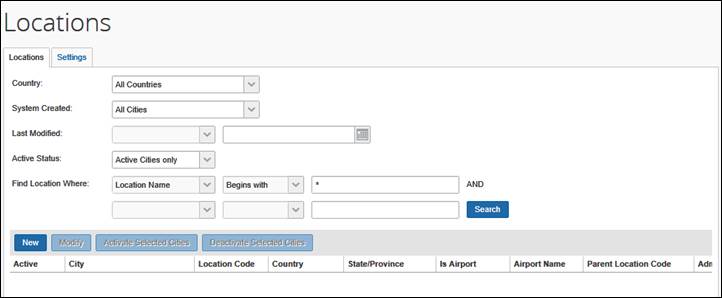 Locations
Locations Settings
Country: All Countries
System Created: All Cities
Last Modified:
Active Status: Active Cities only
Find Location Where: Location Name Begins with * AND
Search
New Modify Activate Selected Cities Deactivate Selected Cities
Active City Location Code Country State/Province Is Airport Airport Name Parent Location Code Adm